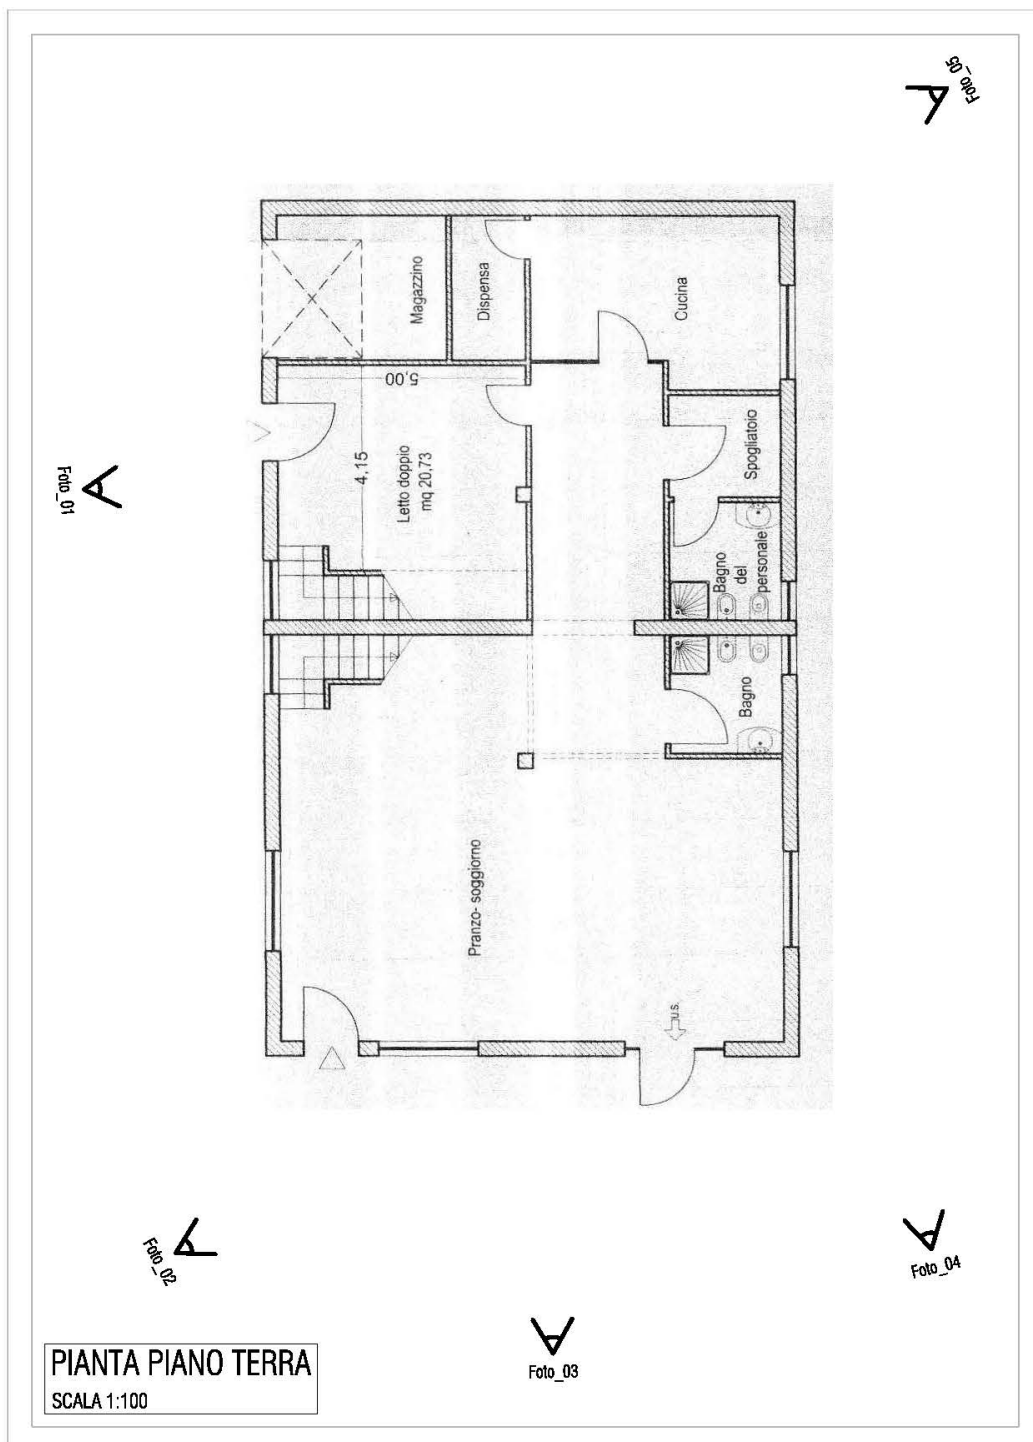 Foto_05
Magazzino
Dispensa
Cucina
5,00
4,15
Letto doppio
mq 20,73
Spogliatoio
Foto_01
Bagno
del
personale
Bagno
Pranzo- soggiorno
u.s.
Foto_02
Foto_04
Foto_03
PIANTA PIANO TERRA
SCALA 1:100